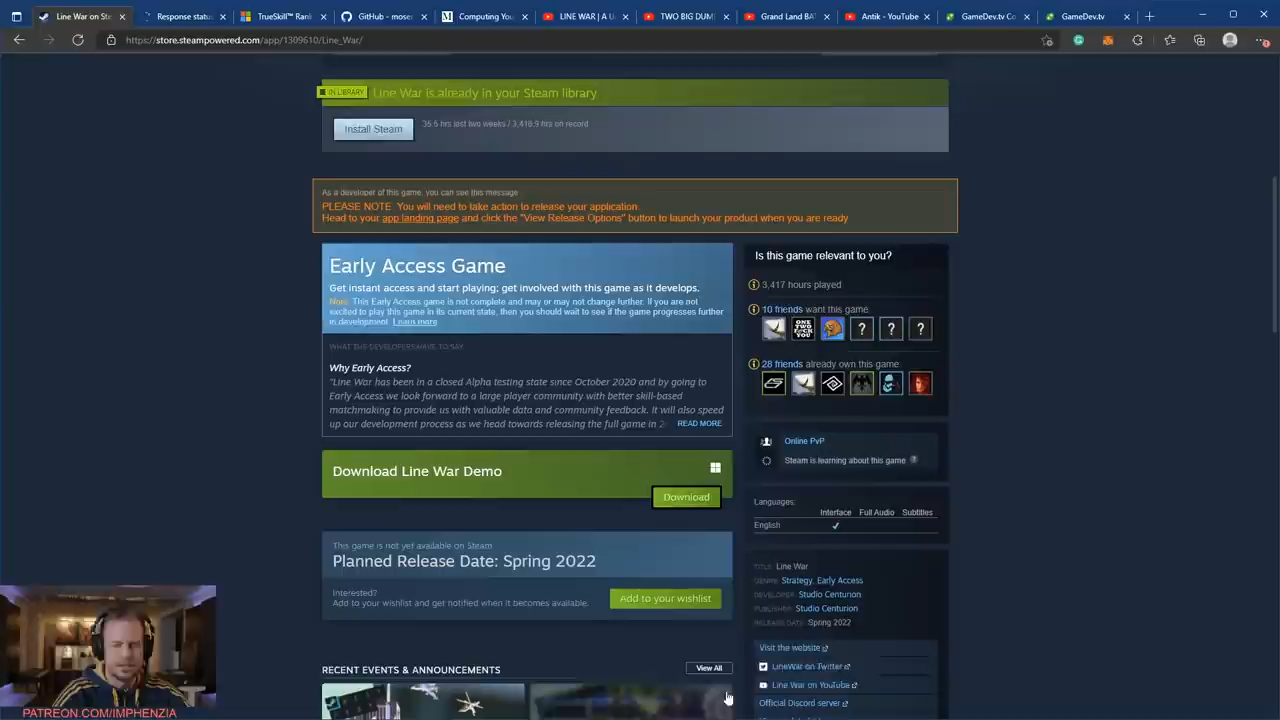 Line War on Ste
Response statu
TrueSkill™ Rank
GitHub - moser
Computing You
LINE WAR | A U
TWO BIG DUM
Grand Land BAT
Antik - YouTube
GameDev.tv Co
GameDev.tv
https://store.steampowered.com/app/1309610/Line_War/
IN LIBRARY
Line War is already in your Steam library
Install Steam
36.5 hrs last two weeks / 3,418.9 hrs on record
As a developer of this game, you can see this message
PLEASE NOTE You will need to take action to release your application.
Head to your app landing page and click the "View Release Options" button to launch your product when you are ready
Early Access Game
Get instant access and start playing; get involved with this game as it develops.
Note: This Early Access game is not complete and may or may not change further. If you are not
excited to play this game in its current state, then you should wait to see if the game progresses further
in development. Learn more
WHAT THE DEVELOPERS HAVE TO SAY:
Why Early Access?
"Line War has been in a closed Alpha testing state since October 2020 and by going to
Early Access we look forward to a large player community with better skill-based
matchmaking to provide us with valuable data and community feedback. It will also speed
up our development process as we head towards releasing the full game in 2
READ MORE
Download Line War Demo
Download
This game is not yet available on Steam
Planned Release Date: Spring 2022
Interested?
Add to your wishlist and get notified when it becomes available.
Add to your wishlist
RECENT EVENTS & ANNOUNCEMENTS
View All
Is this game relevant to you?
3,417 hours played
10 friends want this game:
ONE TWO F CK YOU
? ? ?
28 friends already own this game:
Online PvP
Steam is learning about this game ?
Languages:
Interface Full Audio Subtitles
English ✔
TITLE: Line War
GENRE: Strategy, Early Access
DEVELOPER: Studio Centurion
PUBLISHER: Studio Centurion
RELEASE DATE: Spring 2022
Visit the website
LineWar on Twitter
Line War on YouTube
Official Discord server
PATREON.COM/IMPHENZIA